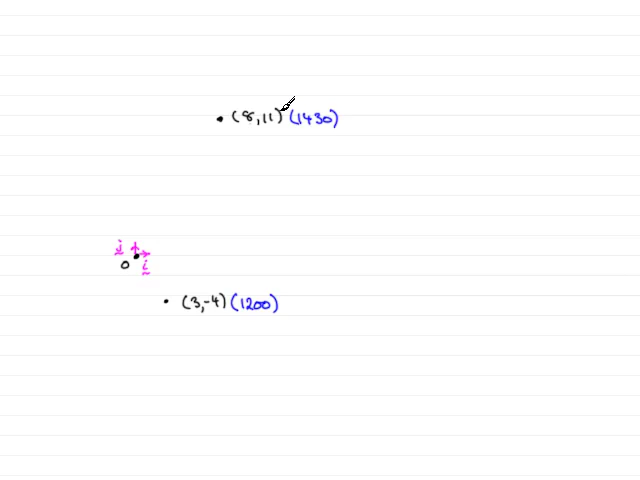 (8,11) (1430)
j
o i
(3,-4) (1200)